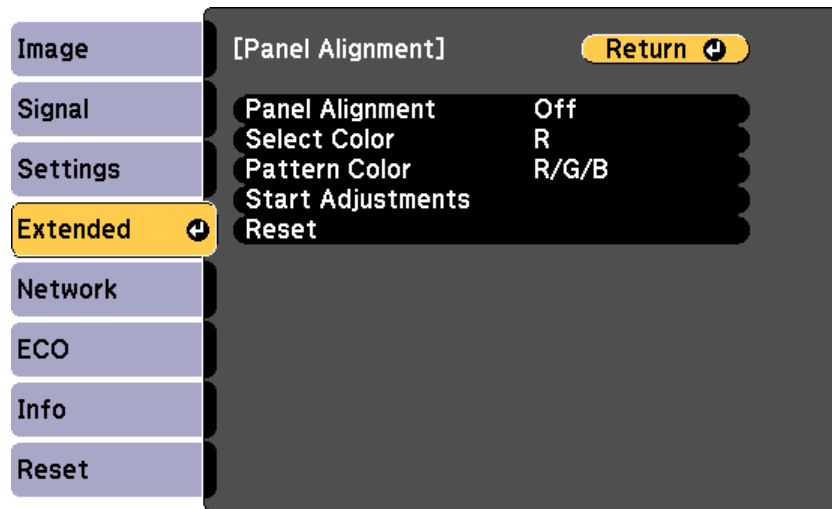 Image
Signal
Settings
Extended
Network
ECO
Info
Reset
[Panel Alignment] Return
Panel Alignment Off
Select Color R
Pattern Color R/G/B
Start Adjustments
Reset